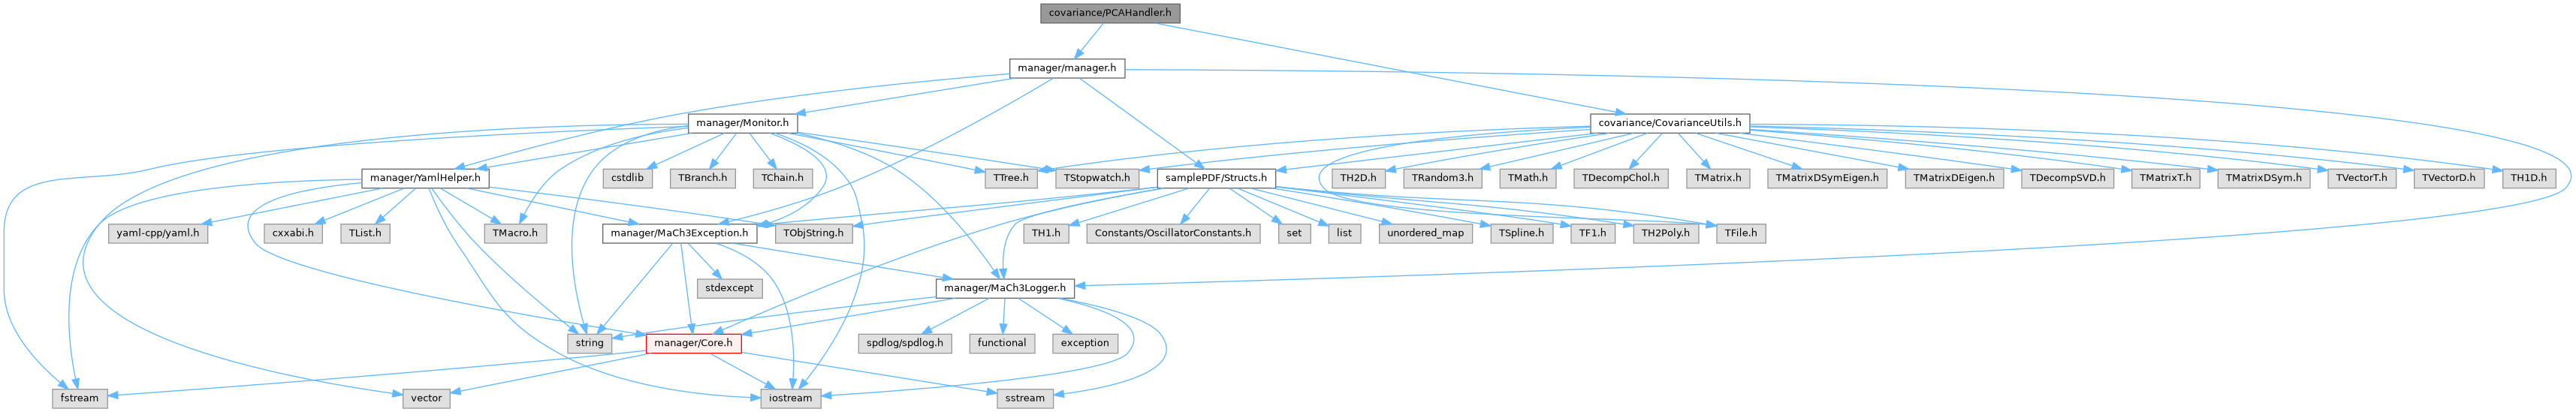 covariance/PCAHandler.h
manager/manager.h
manager/Monitor.h
covariance/CovarianceUtils.h
manager/YamlHelper.h
cstdlib
TBranch.h
TChain.h
TTree.h
TStopwatch.h
samplePDF/Structs.h
TH2D.h
TRandom3.h
TMath.h
TDecompChol.h
TMatrix.h
TMatrixDSymEigen.h
TMatrixDEigen.h
TDecompSVD.h
TMatrixT.h
TMatrixDSym.h
TVectorT.h
TVectorD.h
TH1D.h
yaml-cpp/yaml.h
cxxabi.h
TList.h
TMacro.h
manager/MaCh3Exception.h
TObjString.h
TH1.h
Constants/OscillatorConstants.h
set
list
unordered_map
TSpline.h
TF1.h
TH2Poly.h
TFile.h
stdexcept
manager/MaCh3Logger.h
string
manager/Core.h
spdlog/spdlog.h
functional
exception
fstream
vector
iostream
sstream